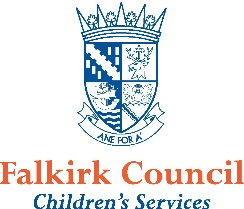 ANE FOR A'
Falkirk Council
Children's Services